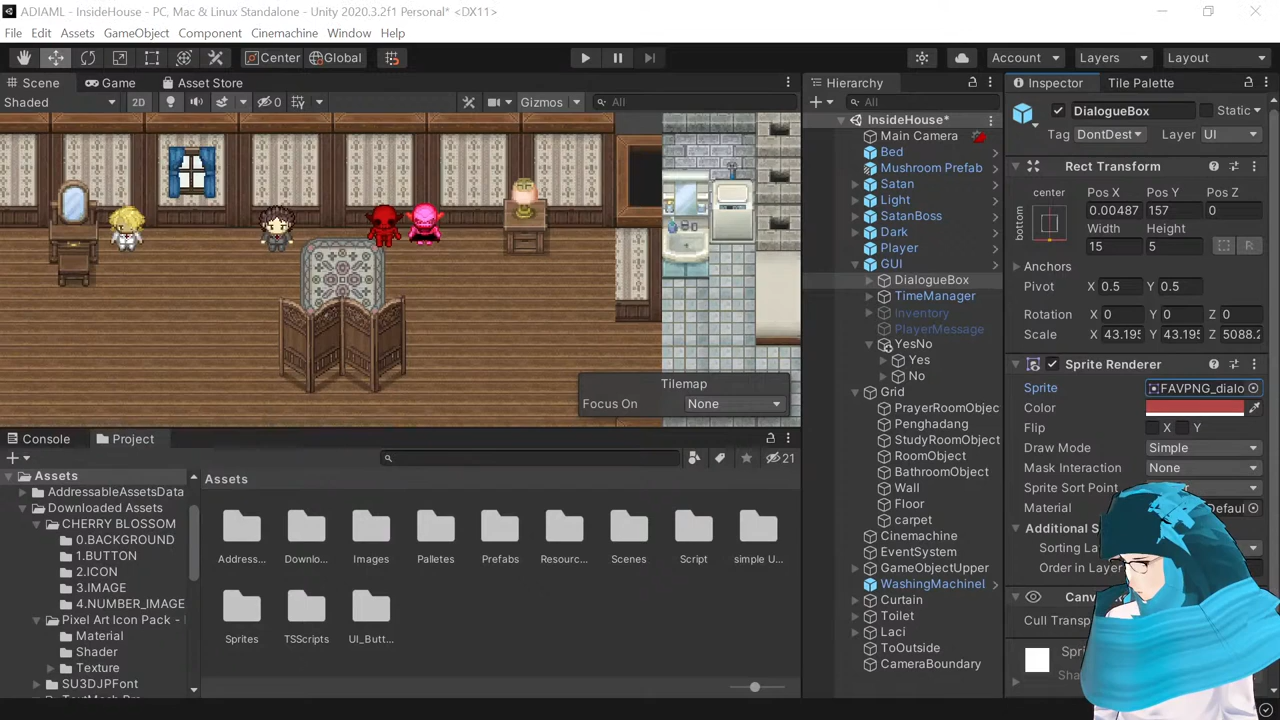 ADIAML - InsideHouse - PC, Mac & Linux Standalone - Unity 2020.3.2f1 Personal* <DX11>
File Edit Assets GameObject Component Cinemachine Window Help
Center Global Account Layers Layout
Scene Game Asset Store
Shaded 2D 0 Gizmos All
Tilemap
Focus On None
Hierarchy
All
InsideHouse*
Main Camera
Bed
Mushroom Prefab
Satan
Light
SatanBoss
Dark
Player
GUI
DialogueBox
TimeManager
Inventory
PlayerMessage
YesNo
Yes
No
Grid
PrayerRoomObjec
Penghadang
StudyRoomObject
RoomObject
BathroomObject
Wall
Floor
carpet
Cinemachine
EventSystem
GameObjectUpper
WashingMachineI
Curtain
Toilet
Laci
ToOutside
CameraBoundary
Inspector Tile Palette
DialogueBox Static
Tag DontDest Layer UI
Rect Transform
center Pos X Pos Y Pos Z
bottom 0.00487 157 0
Width Height
15 5 R
Anchors
Pivot X 0.5 Y 0.5
Rotation X 0 Y 0 Z 0
Scale X 43.195 Y 43.195 Z 5088.2
Sprite Renderer
Sprite FAVPNG_dialo
Color
Flip X Y
Draw Mode Simple
Mask Interaction None
Sprite Sort Point
Material Defaul
Additional S
Sorting La
Order in Layer
Canv
Cull Transp
Console Project
21
Assets
AddressableAssetsData
Downloaded Assets
CHERRY BLOSSOM
0.BACKGROUND
1.BUTTON
2.ICON
3.IMAGE
4.NUMBER_IMAGE
Pixel Art Icon Pack -
Material
Shader
Texture
SU3DJPFont
Assets
Address... Downlo... Images Palletes Prefabs Resourc... Scenes Script simple U...
Sprites TSScripts UI_Butt...